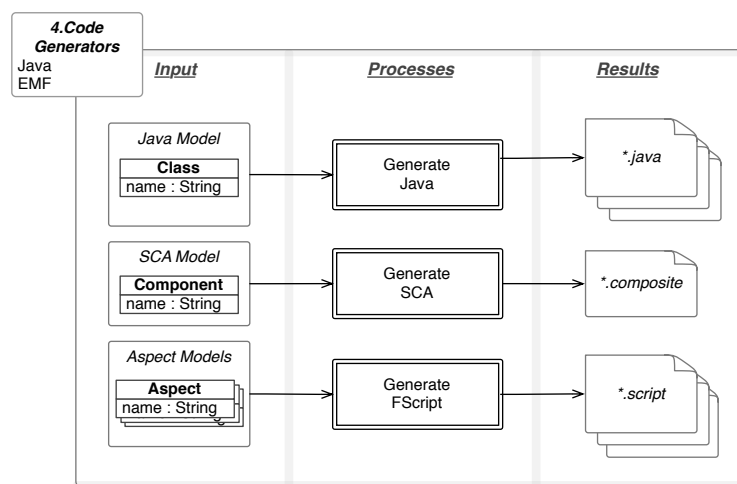 4.Code
Generators
Java
EMF
Input
Processes
Results
Java Model
Class
name : String
Generate
Java
*.java
SCA Model
Component
name : String
Generate
SCA
*.composite
Aspect Models
Aspect
name : String
Generate
FScript
*.script